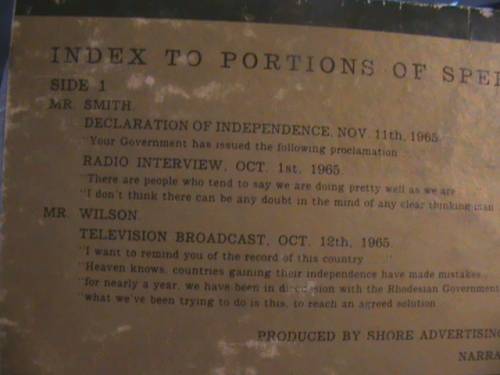 INDEX TO PORTIONS OF
SIDE 1
MR. SMITH.
DECLARATION OF INDEPENDENCE, NOV. 11th, 1965.
"Your Government has issued the following proclamation
RADIO INTERVIEW, OCT. 1st, 1965.
"There are people who tend to say we are doing pretty well as we are
"I don't think there can be any doubt in the mind of any clear thinking man
MR. WILSON.
TELEVISION BROADCAST, OCT. 12th, 1965.
"I want to remind you of the record of this country
"Heaven knows, countries gaining their independence have made mistakes
"for nearly a year, we have been in discussion with the Rhodesian Government
"what we've been trying to do is this, to reach an agreed solution
PRODUCED BY SHORE ADVERTISING